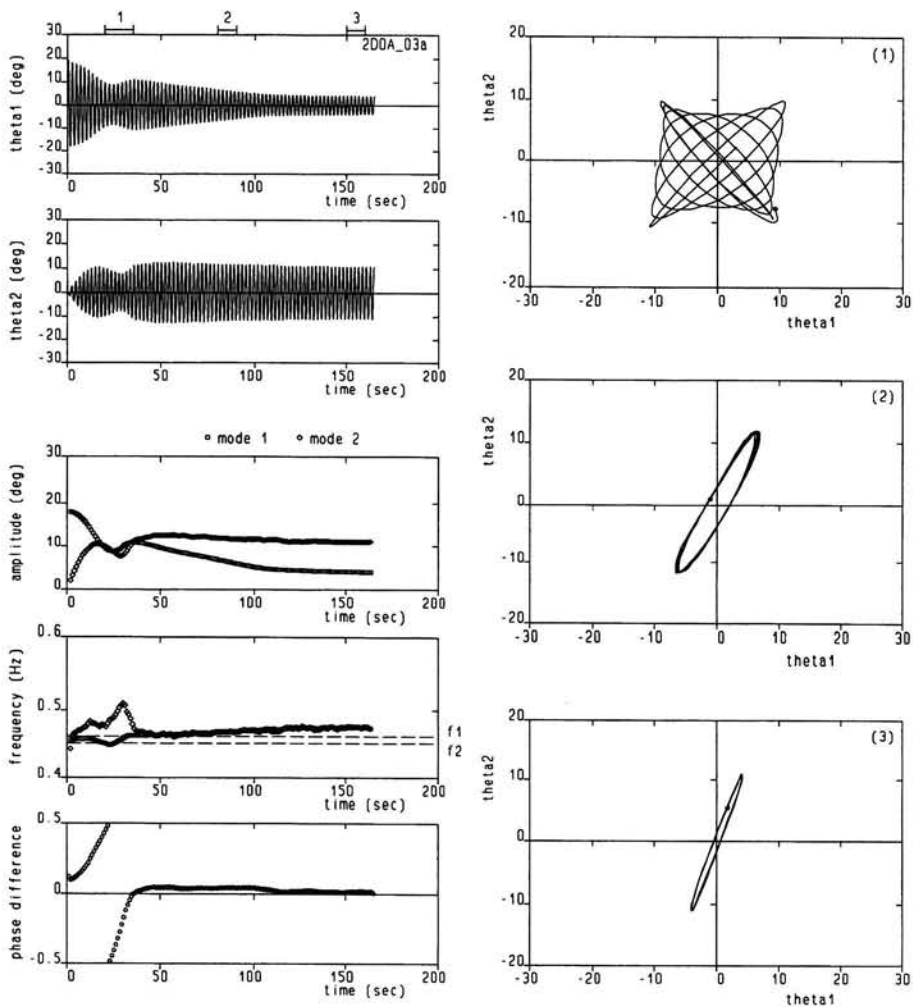 1 2 3
2DDA_03a
theta1 (deg)
30
20
10
0
-10
-20
-30
0 50 100 150 200
time (sec)
theta2 (deg)
30
20
10
0
-10
-20
-30
0 50 100 150 200
time (sec)
mode 1 mode 2
amplitude (deg)
30
20
10
0
0 50 100 150 200
time (sec)
frequency (Hz)
0.6
0.5
0.4
f1
f2
0 50 100 150 200
time (sec)
phase difference
0.5
0
-0.5
0 50 100 150 200
time (sec)
(1)
theta2
20
10
0
-10
-20
-30 -20 -10 0 10 20 30
theta1
(2)
theta2
20
10
0
-10
-20
-30 -20 -10 0 10 20 30
theta1
(3)
theta2
20
10
0
-10
-20
-30 -20 -10 0 10 20 30
theta1